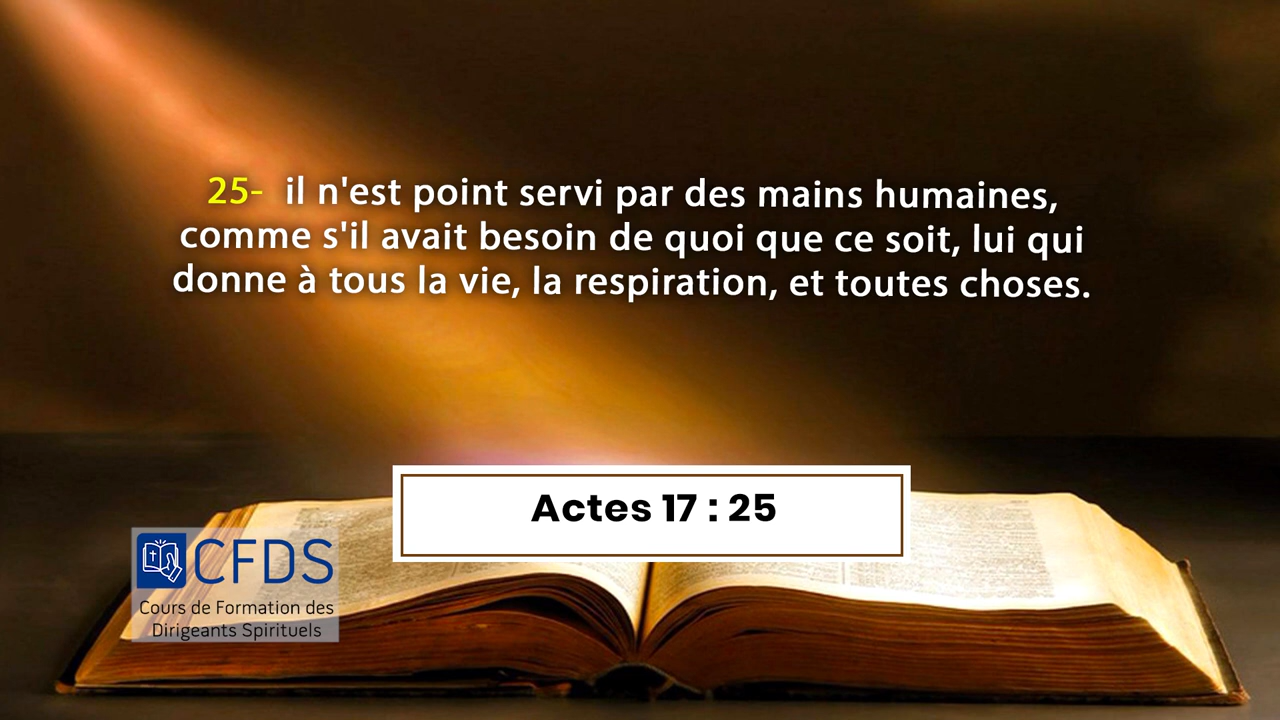 25- il n'est point servi par des mains humaines,
comme s'il avait besoin de quoi que ce soit, lui qui
donne à tous la vie, la respiration, et toutes choses.
Actes 17 : 25
CFDS
Cours de Formation des
Dirigeants Spirituels